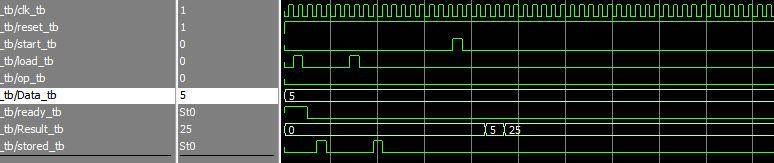 _tb/clk_tb 1
_tb/reset_tb 1
_tb/start_tb 0
_tb/load_tb 0
_tb/op_tb 0
_tb/Data_tb 5 5
_tb/ready_tb St0
_tb/Result_tb 25 0 5 25
_tb/stored_tb St0